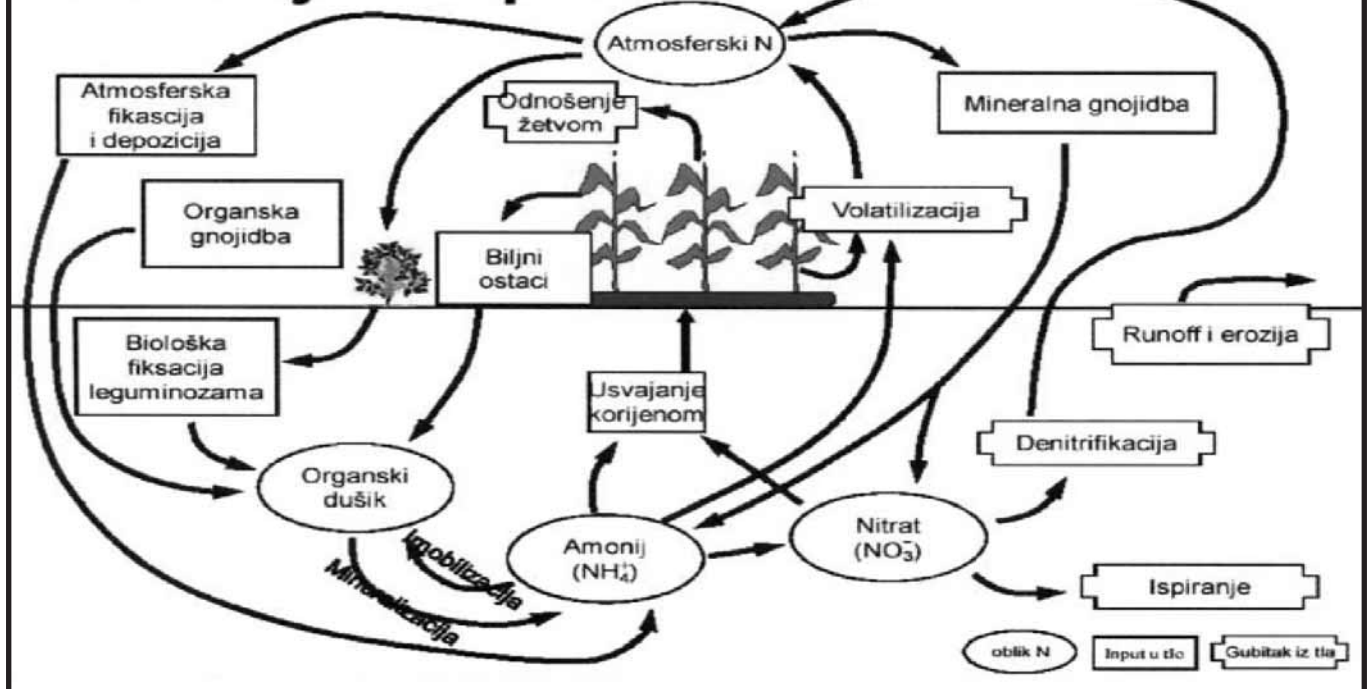 Atmosferski N
Atmosferska
fikascija
i depozicija
Odnošenje
žetvom
Mineralna gnojidba
Organska
gnojidba
Volatilizacija
Biljni
ostaci
Runoff i erozija
Biološka
fiksacija
leguminozama
Usvajanje
korijenom
Denitrifikacija
Organski
dušik
Nitrat
(NO₃⁻)
Amonij
(NH₄⁺)
Imobilizacija
Mineralizacija
Ispiranje
oblik N
Input u tlo
Gubitak iz tla